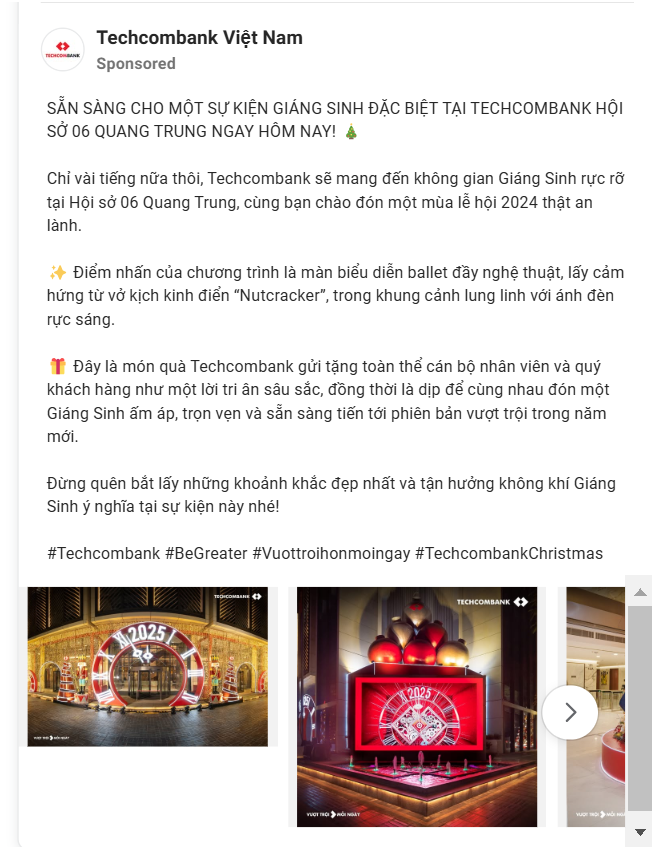 Techcombank Việt Nam
TECHCOMBANK
Sponsored
SẴN SÀNG CHO MỘT SỰ KIỆN GIÁNG SINH ĐẶC BIỆT TẠI TECHCOMBANK HỘI
SỞ 06 QUANG TRUNG NGAY HÔM NAY! 🎄
Chỉ vài tiếng nữa thôi, Techcombank sẽ mang đến không gian Giáng Sinh rực rỡ
tại Hội sở 06 Quang Trung, cùng bạn chào đón một mùa lễ hội 2024 thật an
lành.
✨ Điểm nhấn của chương trình là màn biểu diễn ballet đầy nghệ thuật, lấy cảm
hứng từ vở kịch kinh điển “Nutcracker”, trong khung cảnh lung linh với ánh đèn
rực sáng.
🎁 Đây là món quà Techcombank gửi tặng toàn thể cán bộ nhân viên và quý
khách hàng như một lời tri ân sâu sắc, đồng thời là dịp để cùng nhau đón một
Giáng Sinh ấm áp, trọn vẹn và sẵn sàng tiến tới phiên bản vượt trội trong năm
mới.
Đừng quên bắt lấy những khoảnh khắc đẹp nhất và tận hưởng không khí Giáng
Sinh ý nghĩa tại sự kiện này nhé!
#Techcombank #BeGreater #Vuottroihonmoingay #TechcombankChristmas
TECHCOMBANK
2025
VƯỢT TRỘI MỖI NGÀY
TECHCOMBANK
2025
VƯỢT TRỘI MỖI NGÀY
VƯỢT TRỘI